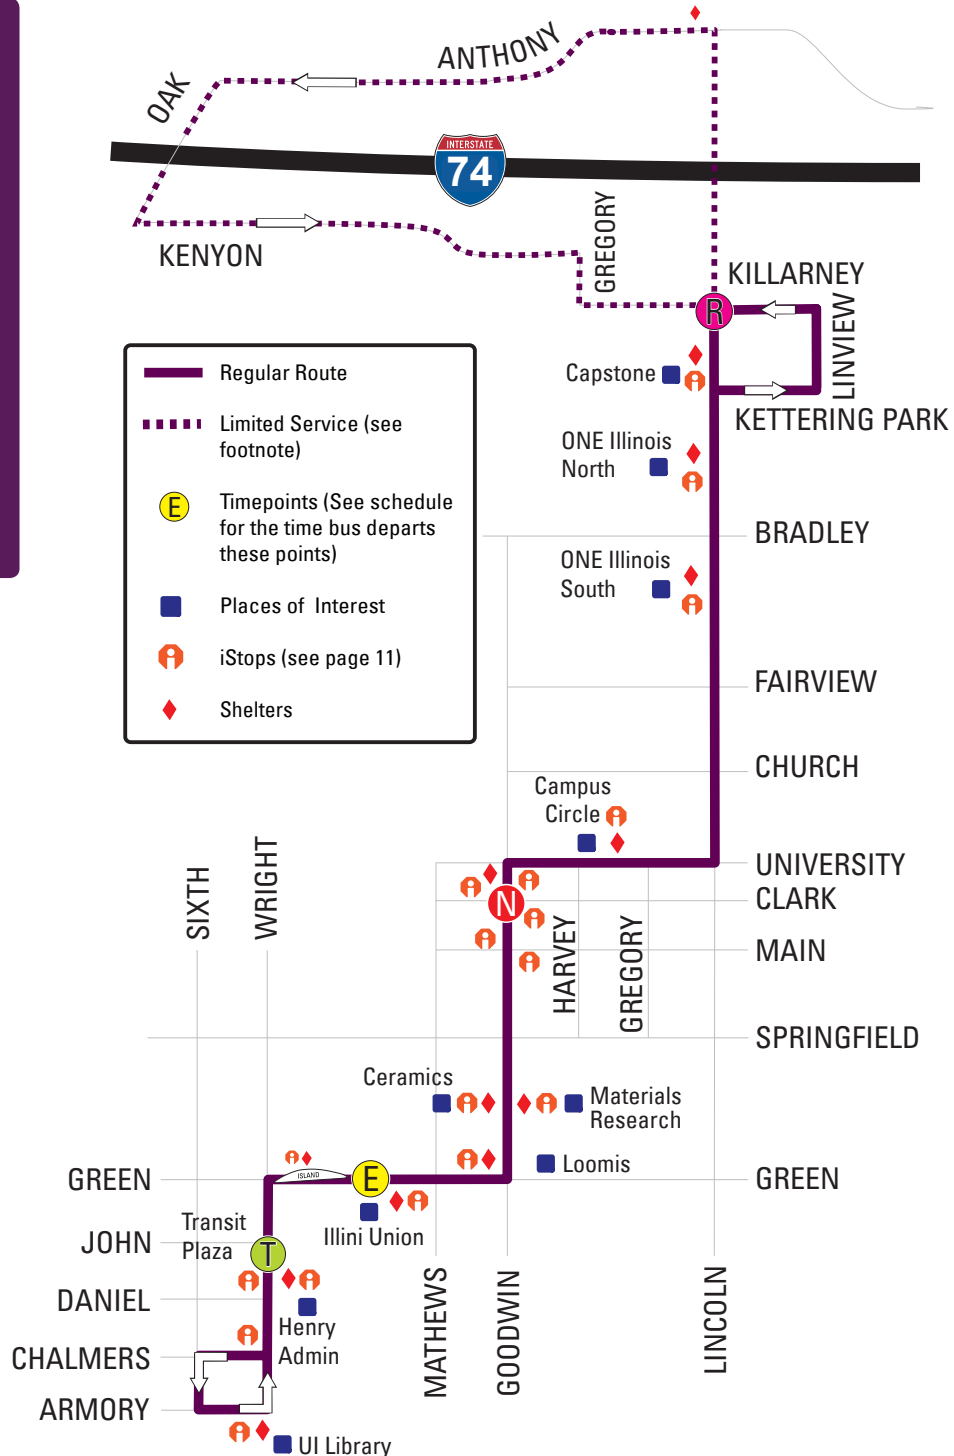 ANTHONY
OAK
INTERSTATE
74
GREGORY
KENYON
KILLARNEY
R
LINVIEW
Capstone
KETTERING PARK
Regular Route
Limited Service (see
footnote)
E
Timepoints (See schedule
for the time bus departs
these points)
Places of Interest
iStops (see page 11)
Shelters
ONE Illinois
North
BRADLEY
ONE Illinois
South
FAIRVIEW
CHURCH
Campus
Circle
UNIVERSITY
CLARK
MAIN
SIXTH
WRIGHT
N
HARVEY
GREGORY
SPRINGFIELD
Ceramics
Materials
Research
Loomis
GREEN
ISLAND
E
GREEN
Illini Union
Transit
Plaza
JOHN
T
DANIEL
Henry
Admin
CHALMERS
ARMORY
MATHEWS
GOODWIN
LINCOLN
UI Library